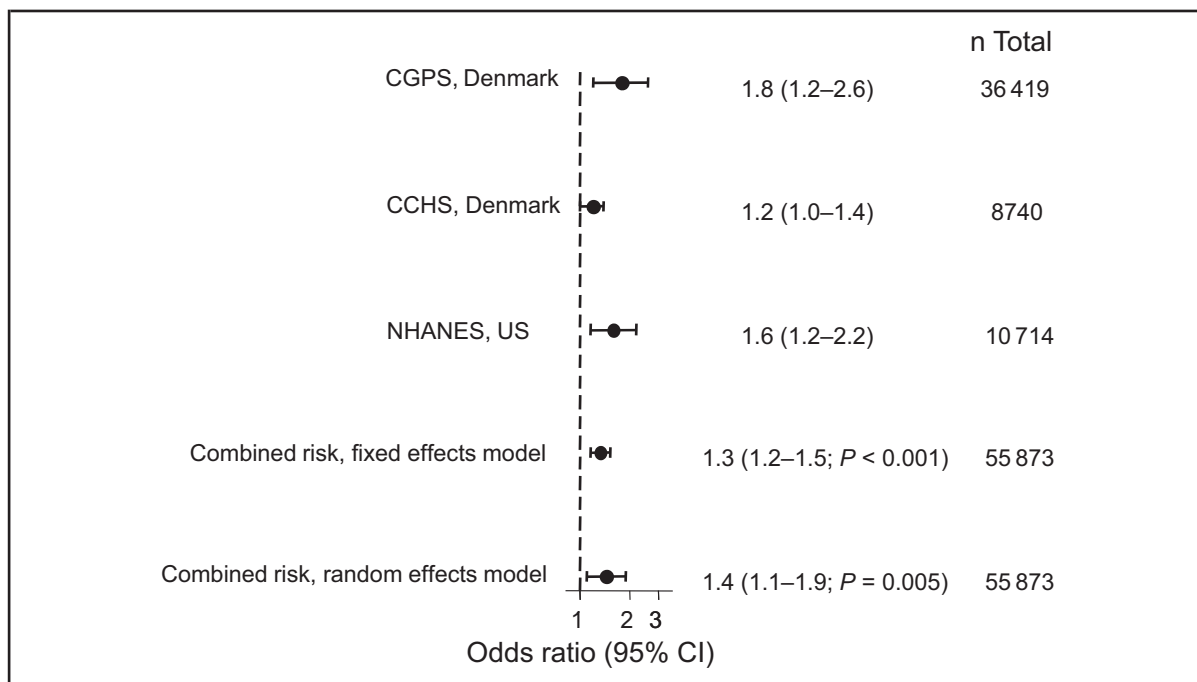 n Total
CGPS, Denmark 1.8 (1.2–2.6) 36 419
CCHS, Denmark 1.2 (1.0–1.4) 8740
NHANES, US 1.6 (1.2–2.2) 10 714
Combined risk, fixed effects model 1.3 (1.2–1.5; P < 0.001) 55 873
Combined risk, random effects model 1.4 (1.1–1.9; P = 0.005) 55 873
1 2 3
Odds ratio (95% CI)